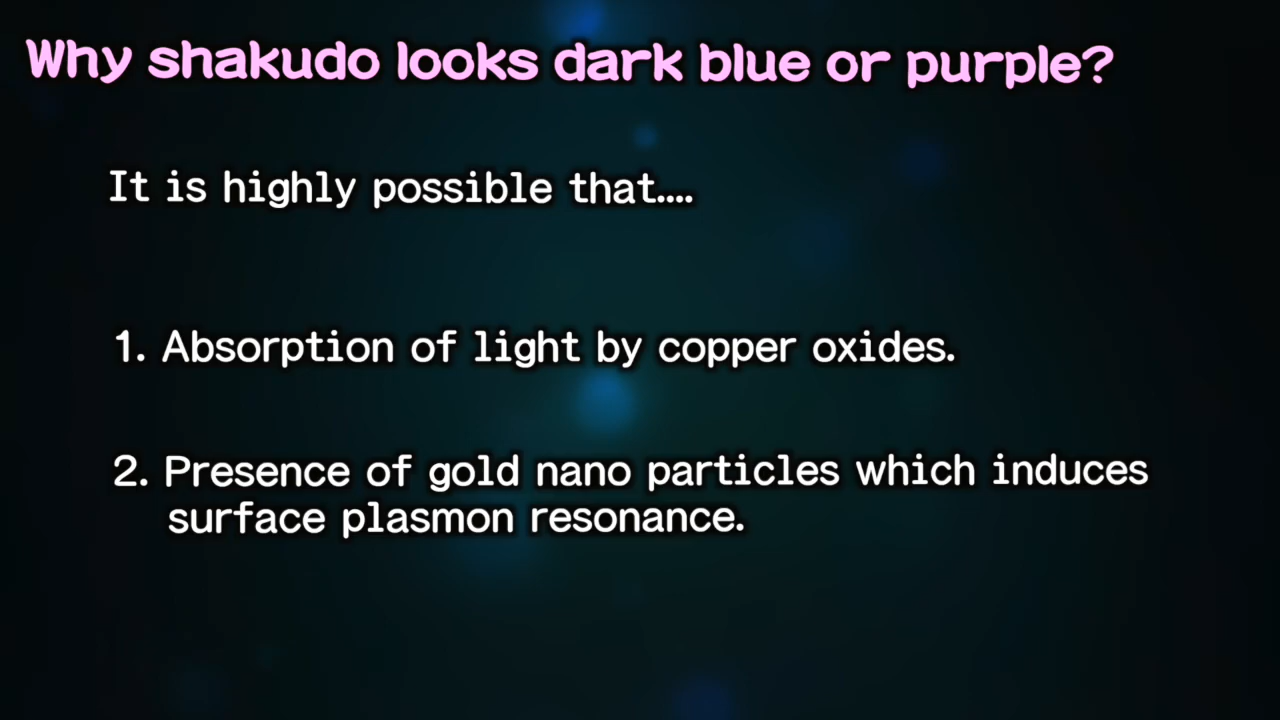 Why shakudo looks dark blue or purple?
It is highly possible that....
1. Absorption of light by copper oxides.
2. Presence of gold nano particles which induces
surface plasmon resonance.